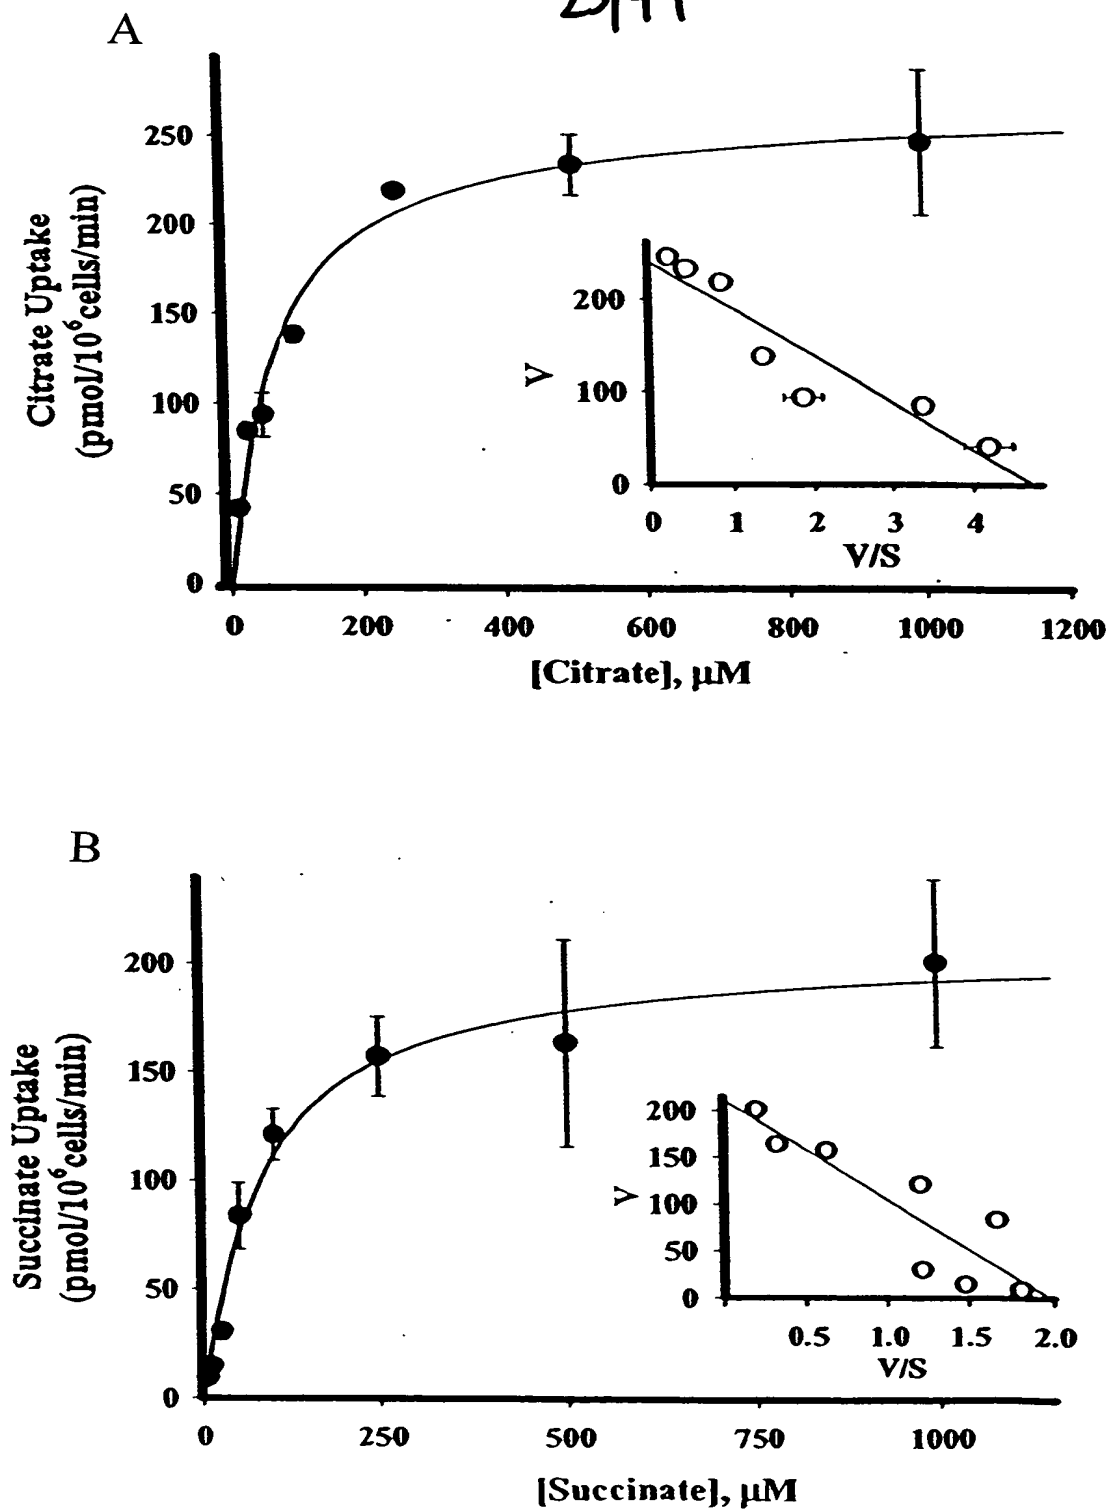 A
Citrate Uptake
(pmol/10⁶cells/min)
250
200
150
100
50
0
0 200 400 600 800 1000 1200
[Citrate], μM
V
200
100
0
0 1 2 3 4
V/S
B
Succinate Uptake
(pmol/10⁶cells/min)
200
150
100
50
0
0 250 500 750 1000
[Succinate], μM
V
200
150
100
50
0
0.5 1.0 1.5 2.0
V/S